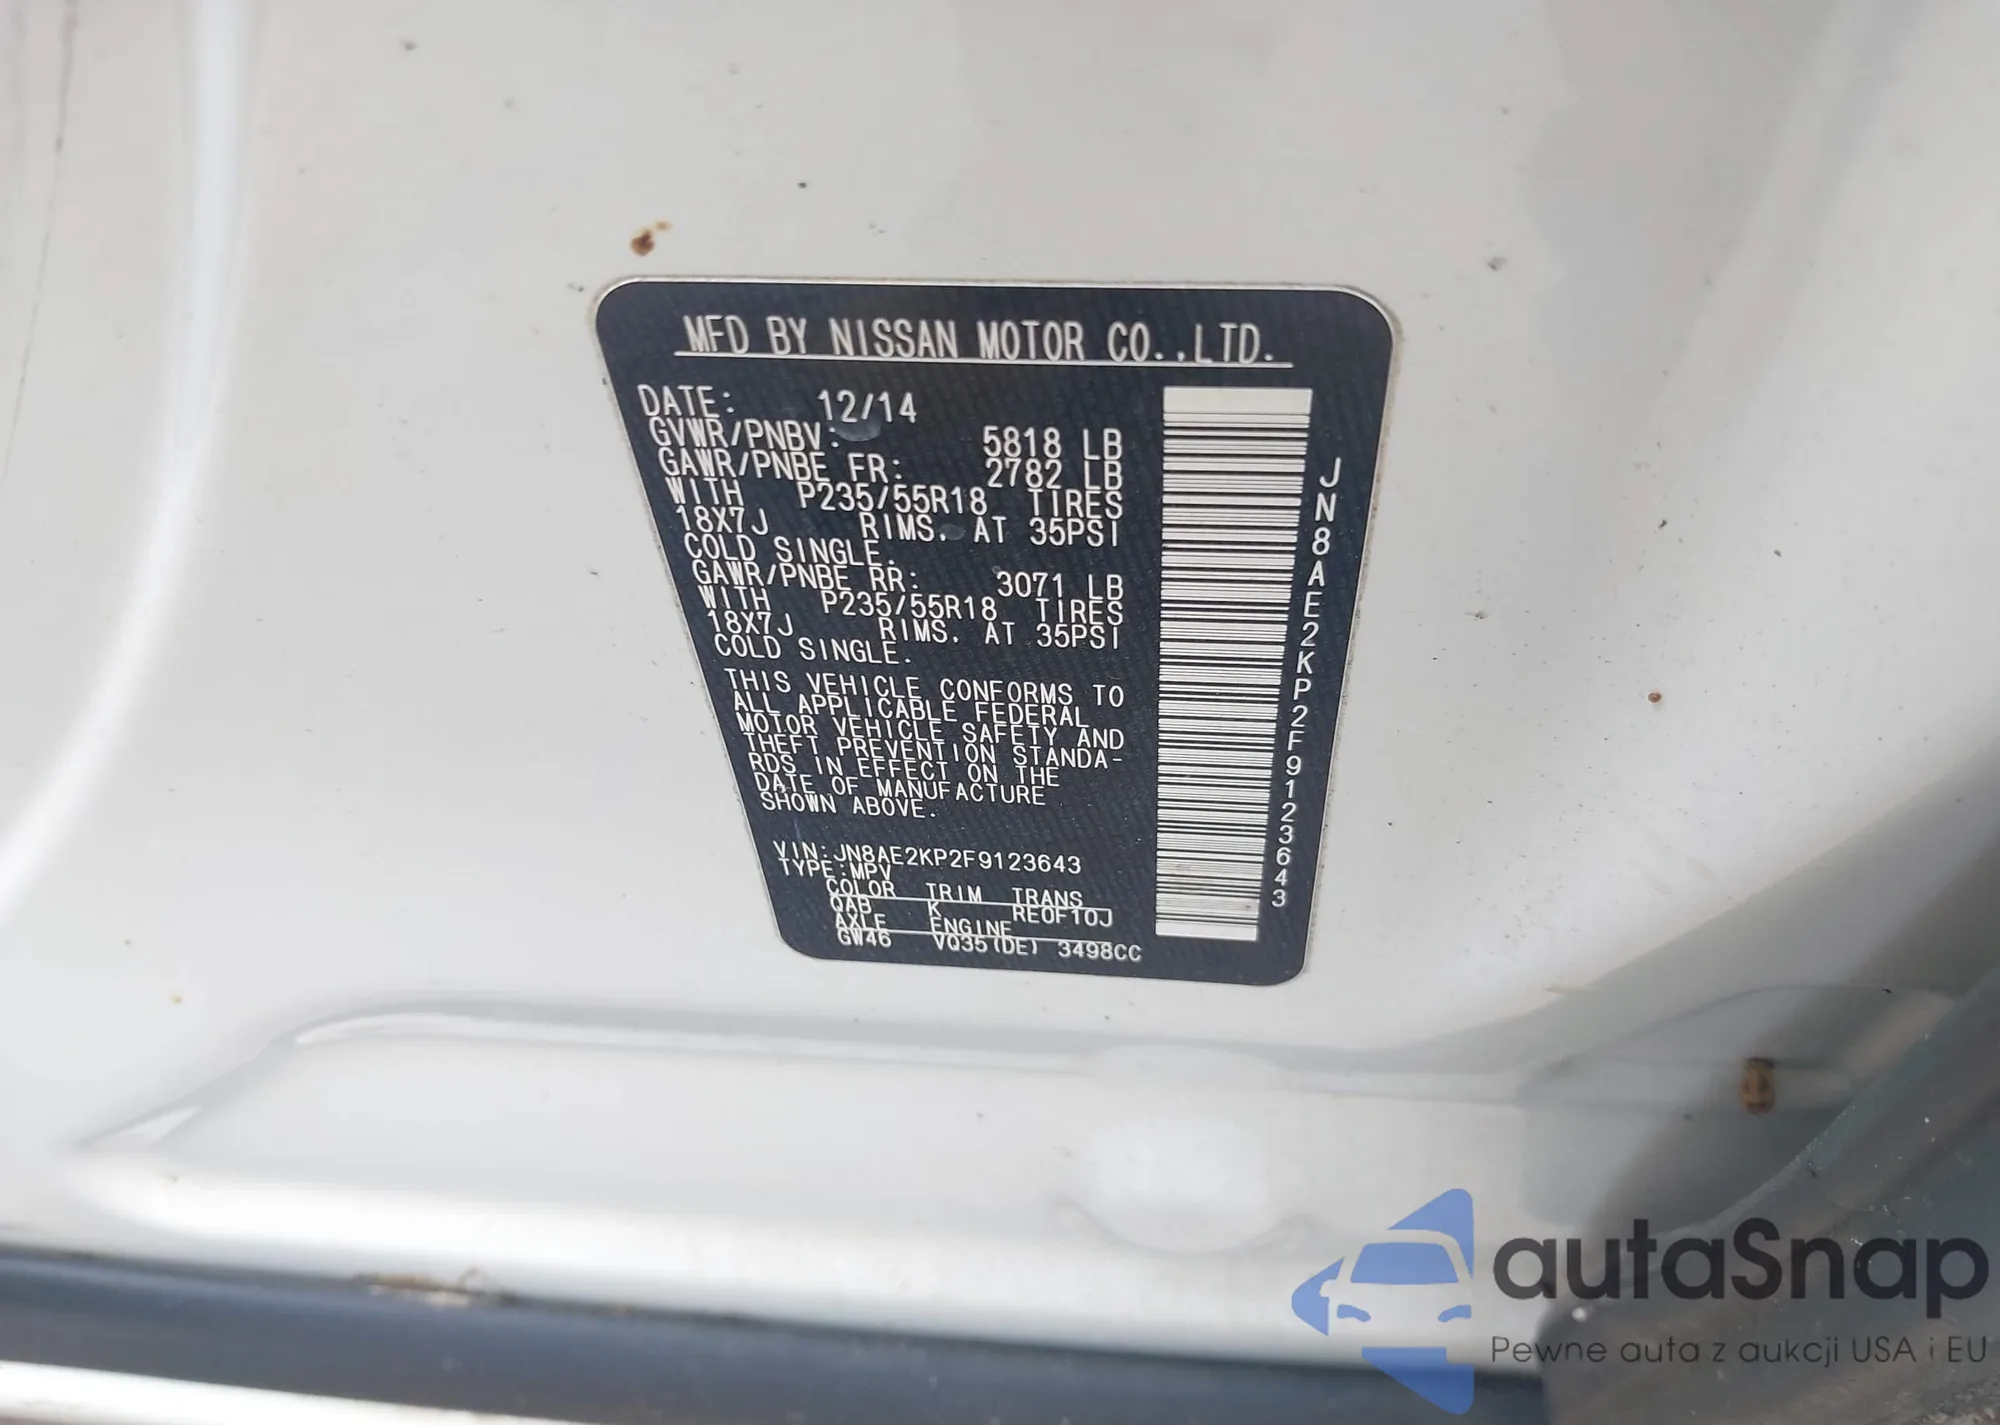 MFD BY NISSAN MOTOR CO.,LTD.
DATE: 12/14
GVWR/PNBV: 5818 LB
GAWR/PNBE FR: 2782 LB
WITH P235/55R18 TIRES
18X7J RIMS. AT 35PSI
COLD SINGLE.
GAWR/PNBE RR: 3071 LB
WITH P235/55R18 TIRES
18X7J RIMS. AT 35PSI
COLD SINGLE.
THIS VEHICLE CONFORMS TO
ALL APPLICABLE FEDERAL
MOTOR VEHICLE SAFETY AND
THEFT PREVENTION STANDA-
RDS IN EFFECT ON THE
DATE OF MANUFACTURE
SHOWN ABOVE.
VIN:JN8AE2KP2F9123643
TYPE:MPV
COLOR TRIM TRANS
QAB K RE0F10J
AXLE ENGINE
GW46 VQ35(DE) 3498CC
JN8AE2KP2F9123643
autaSnap
Pewne auta z aukcji USA i EU